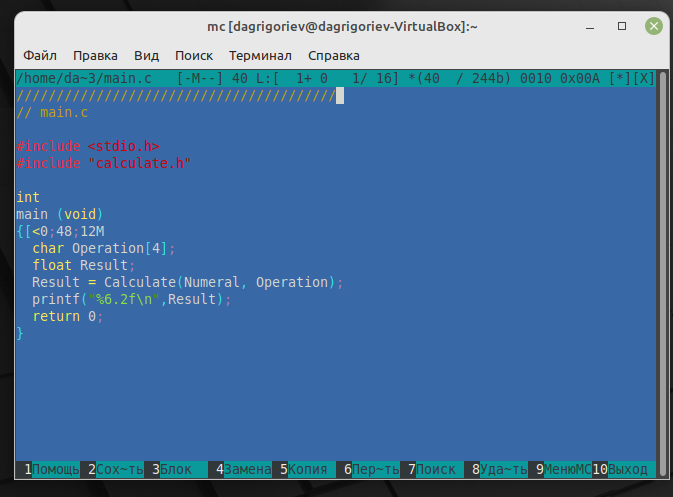 mc [dagrigoriev@dagrigoriev-VirtualBox]:~
Файл Правка Вид Поиск Терминал Справка
/home/da~3/main.c   [-M--] 40 L:[  1+ 0   1/ 16] *(40  / 244b) 0010 0x00A [*][X]
////////////////////////////////////////
// main.c
#include <stdio.h>
#include "calculate.h"
int
main (void)
{[<0;48;12M
  char Operation[4];
  float Result;
  Result = Calculate(Numeral, Operation);
  printf("%6.2f\n",Result);
  return 0;
}
1Помощь 2Сох~ть 3Блок 4Замена 5Копия 6Пер~ть 7Поиск 8Уда~ть 9МенюMC 10Выход